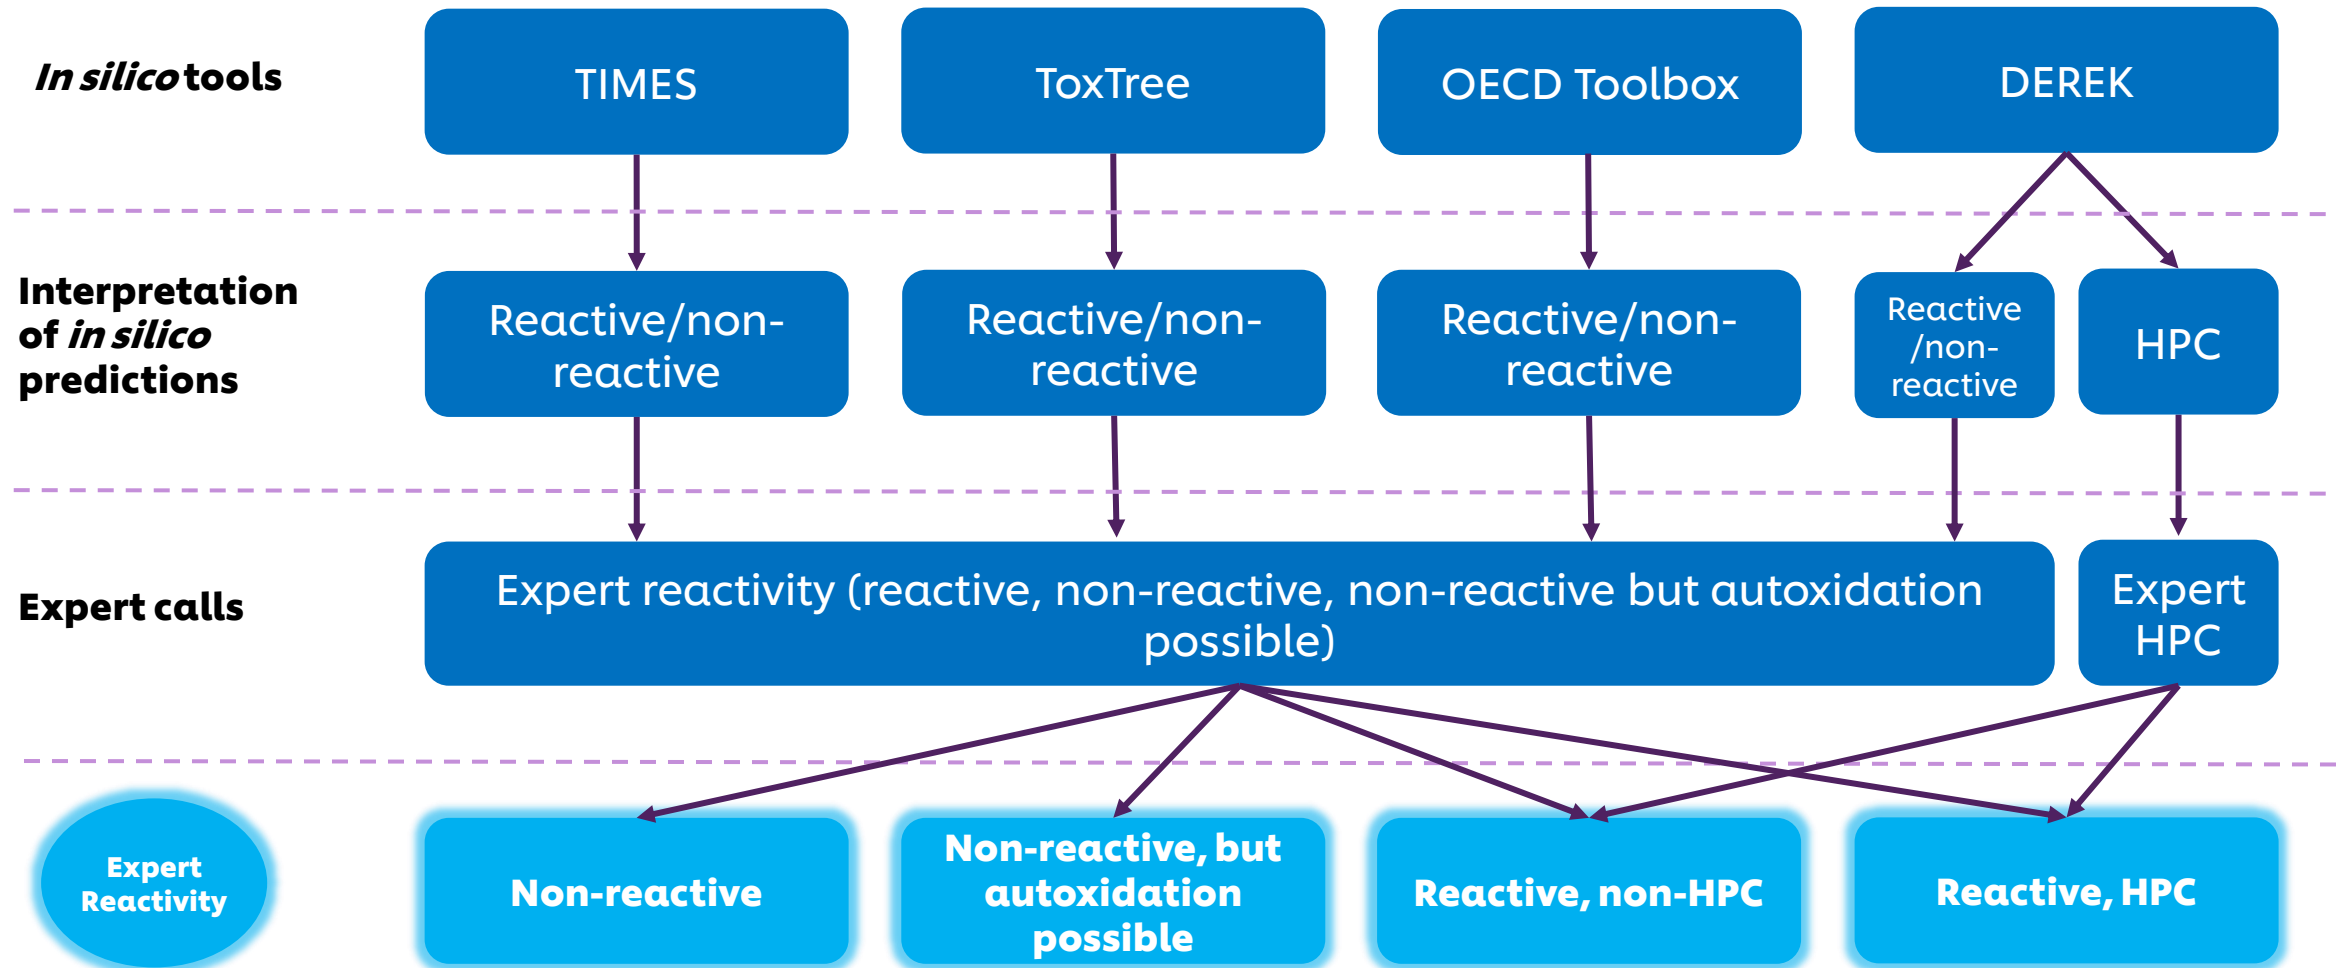 In silico tools
TIMES
ToxTree
OECD Toolbox
DEREK
Interpretation
of in silico
predictions
Reactive/non-
reactive
Reactive/non-
reactive
Reactive/non-
reactive
Reactive
/non-
reactive
HPC
Expert calls
Expert reactivity (reactive, non-reactive, non-reactive but autoxidation
possible)
Expert
HPC
Expert
Reactivity
Non-reactive
Non-reactive, but
autoxidation
possible
Reactive, non-HPC
Reactive, HPC